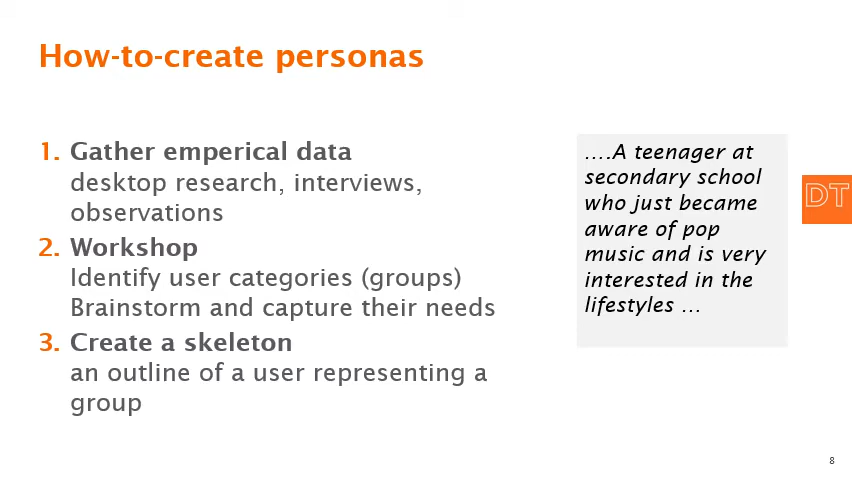 How-to-create personas
1. Gather emperical data
desktop research, interviews,
observations
2. Workshop
Identify user categories (groups)
Brainstorm and capture their needs
3. Create a skeleton
an outline of a user representing a
group
....A teenager at
secondary school
who just became
aware of pop
music and is very
interested in the
lifestyles ...
DT
8